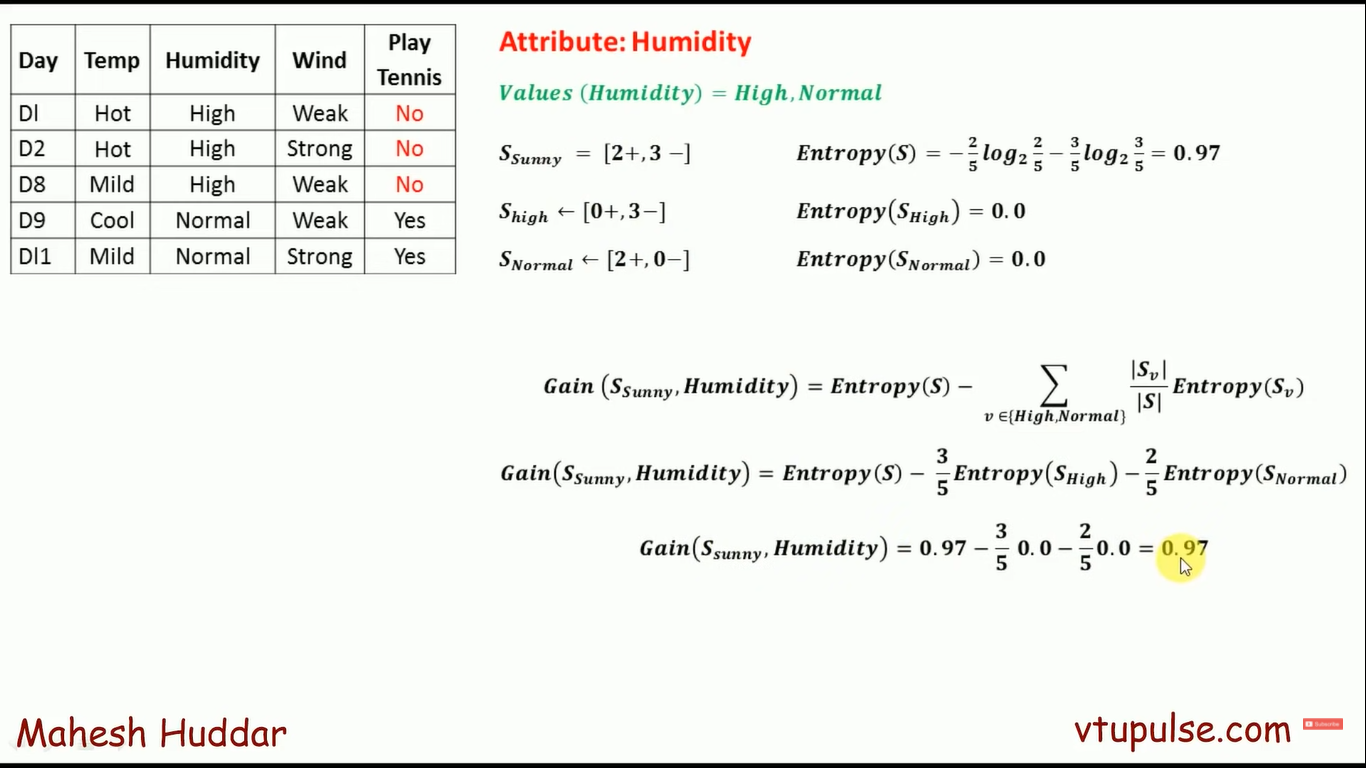 Day Temp Humidity Wind Play Tennis
Dl Hot High Weak No
D2 Hot High Strong No
D8 Mild High Weak No
D9 Cool Normal Weak Yes
Dl1 Mild Normal Strong Yes
Attribute: Humidity
Values (Humidity) = High, Normal
S_Sunny = [2+, 3 −] Entropy(S) = −2/5 log₂ 2/5 − 3/5 log₂ 3/5 = 0.97
S_high ← [0+, 3−] Entropy(S_High) = 0.0
S_Normal ← [2+, 0−] Entropy(S_Normal) = 0.0
Gain (S_Sunny, Humidity) = Entropy(S) − ∑ v ∈{High,Normal} |S_v|/|S| Entropy(S_v)
Gain(S_Sunny, Humidity) = Entropy(S) − 3/5 Entropy(S_High) − 2/5 Entropy(S_Normal)
Gain(S_sunny, Humidity) = 0.97 − 3/5 0.0 − 2/5 0.0 = 0.97
Mahesh Huddar
vtupulse.com
Subscribe